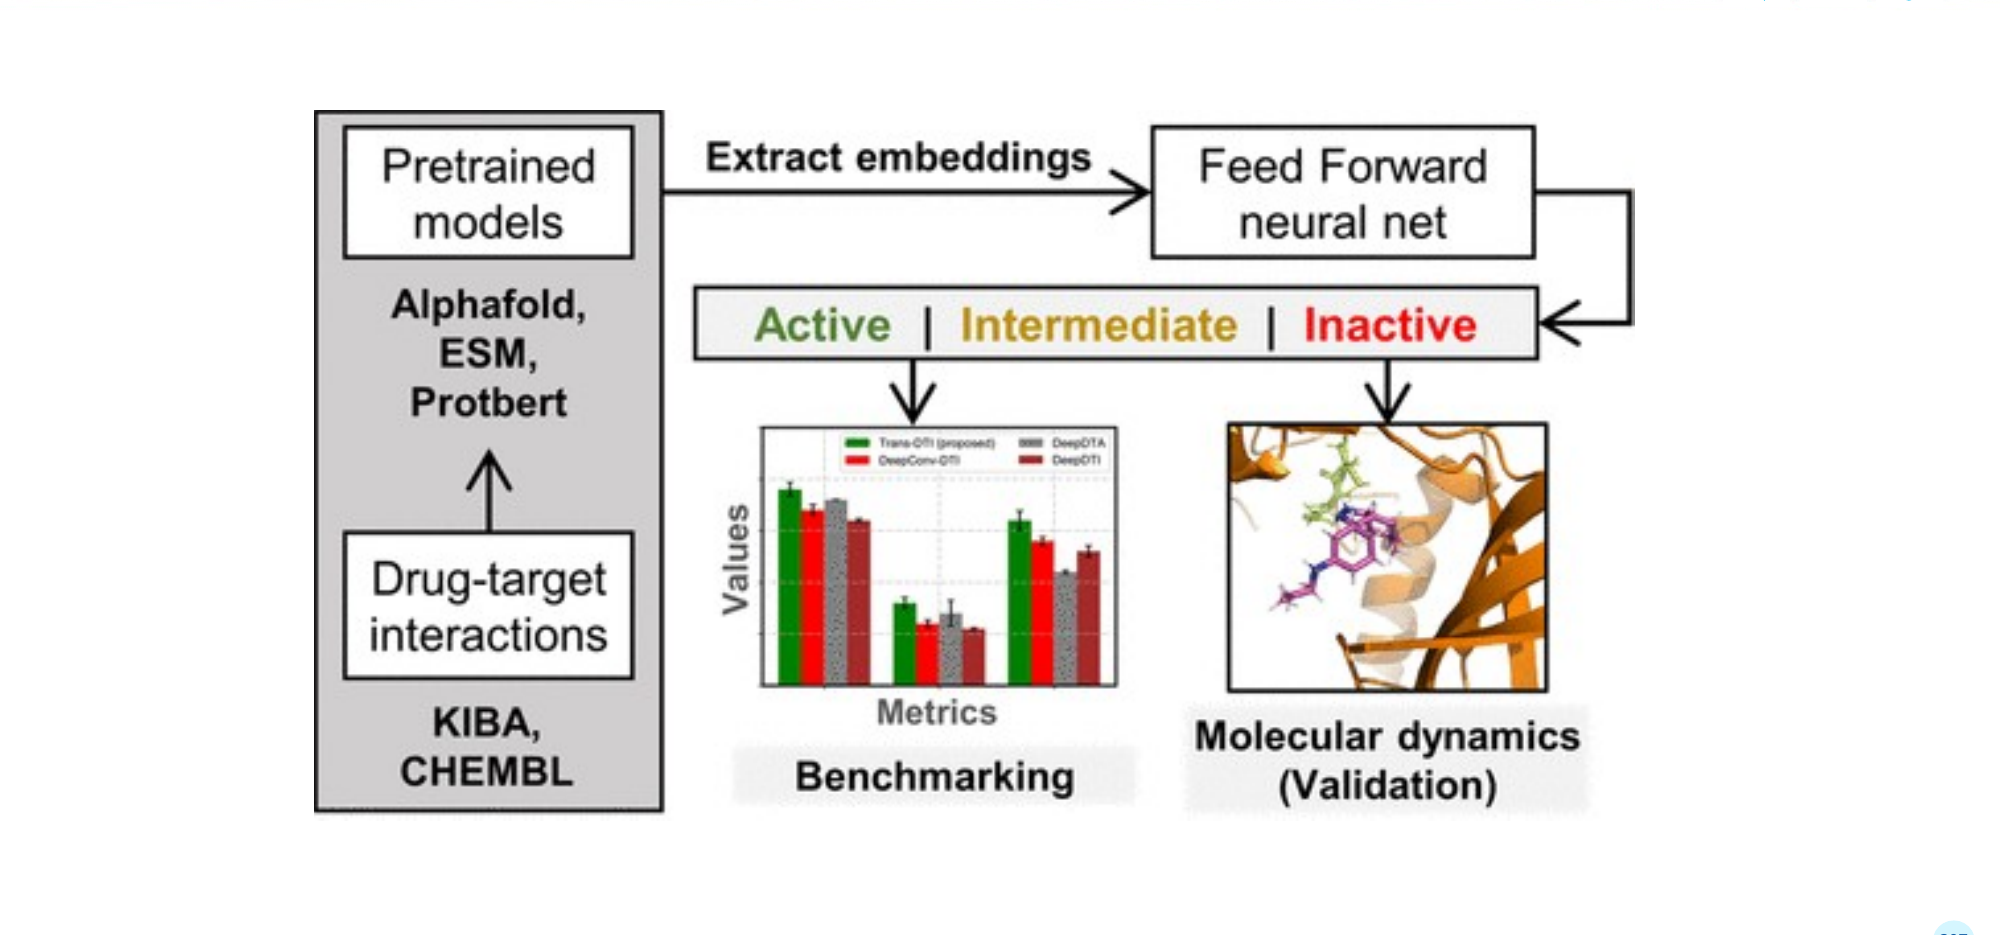 Pretrained
models
Alphafold,
ESM,
Protbert
Drug-target
interactions
KIBA,
CHEMBL
Extract embeddings
Feed Forward
neural net
Active | Intermediate | Inactive
Trans-DTI (proposed)
DeepConv-DTI
DeepDTA
DeepDTI
Values
Metrics
Benchmarking
Molecular dynamics
(Validation)